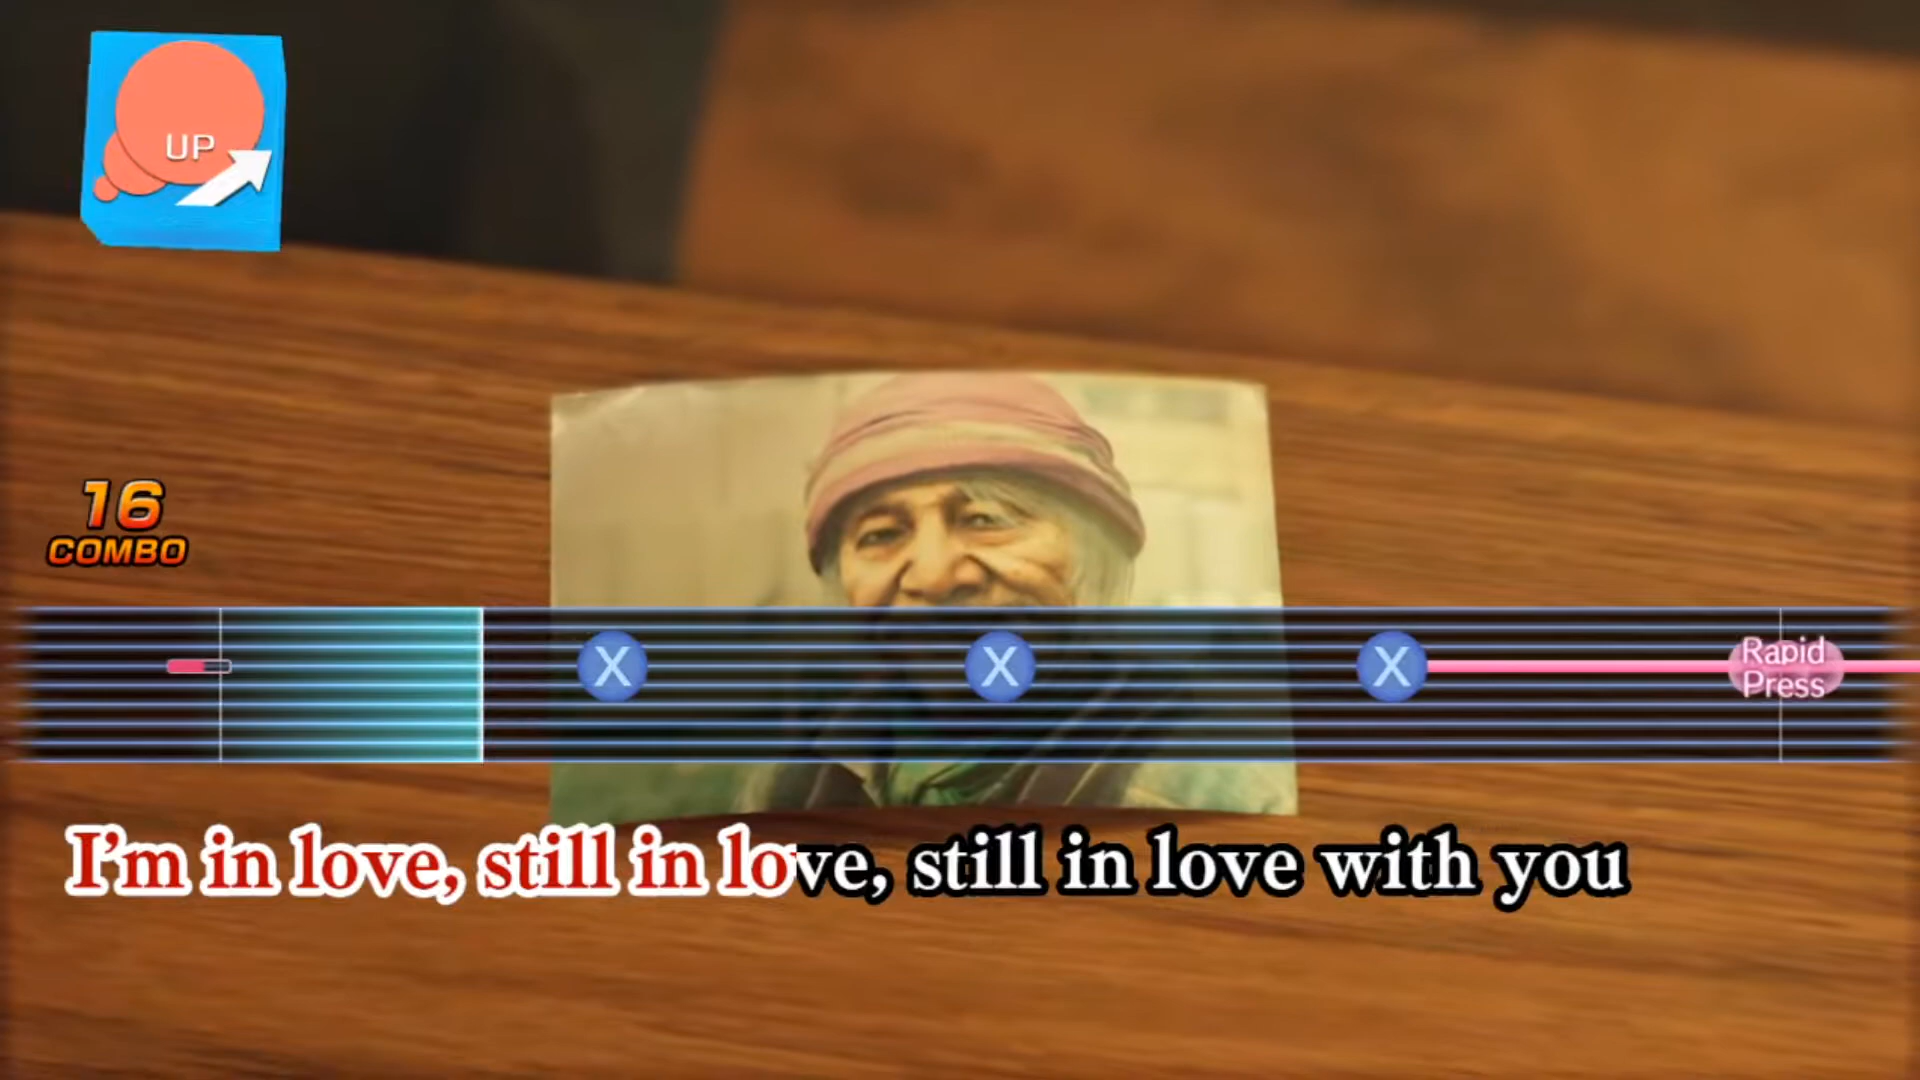 UP
16
COMBO
X
X
X
Rapid
Press
I'm in love, still in love, still in love with you